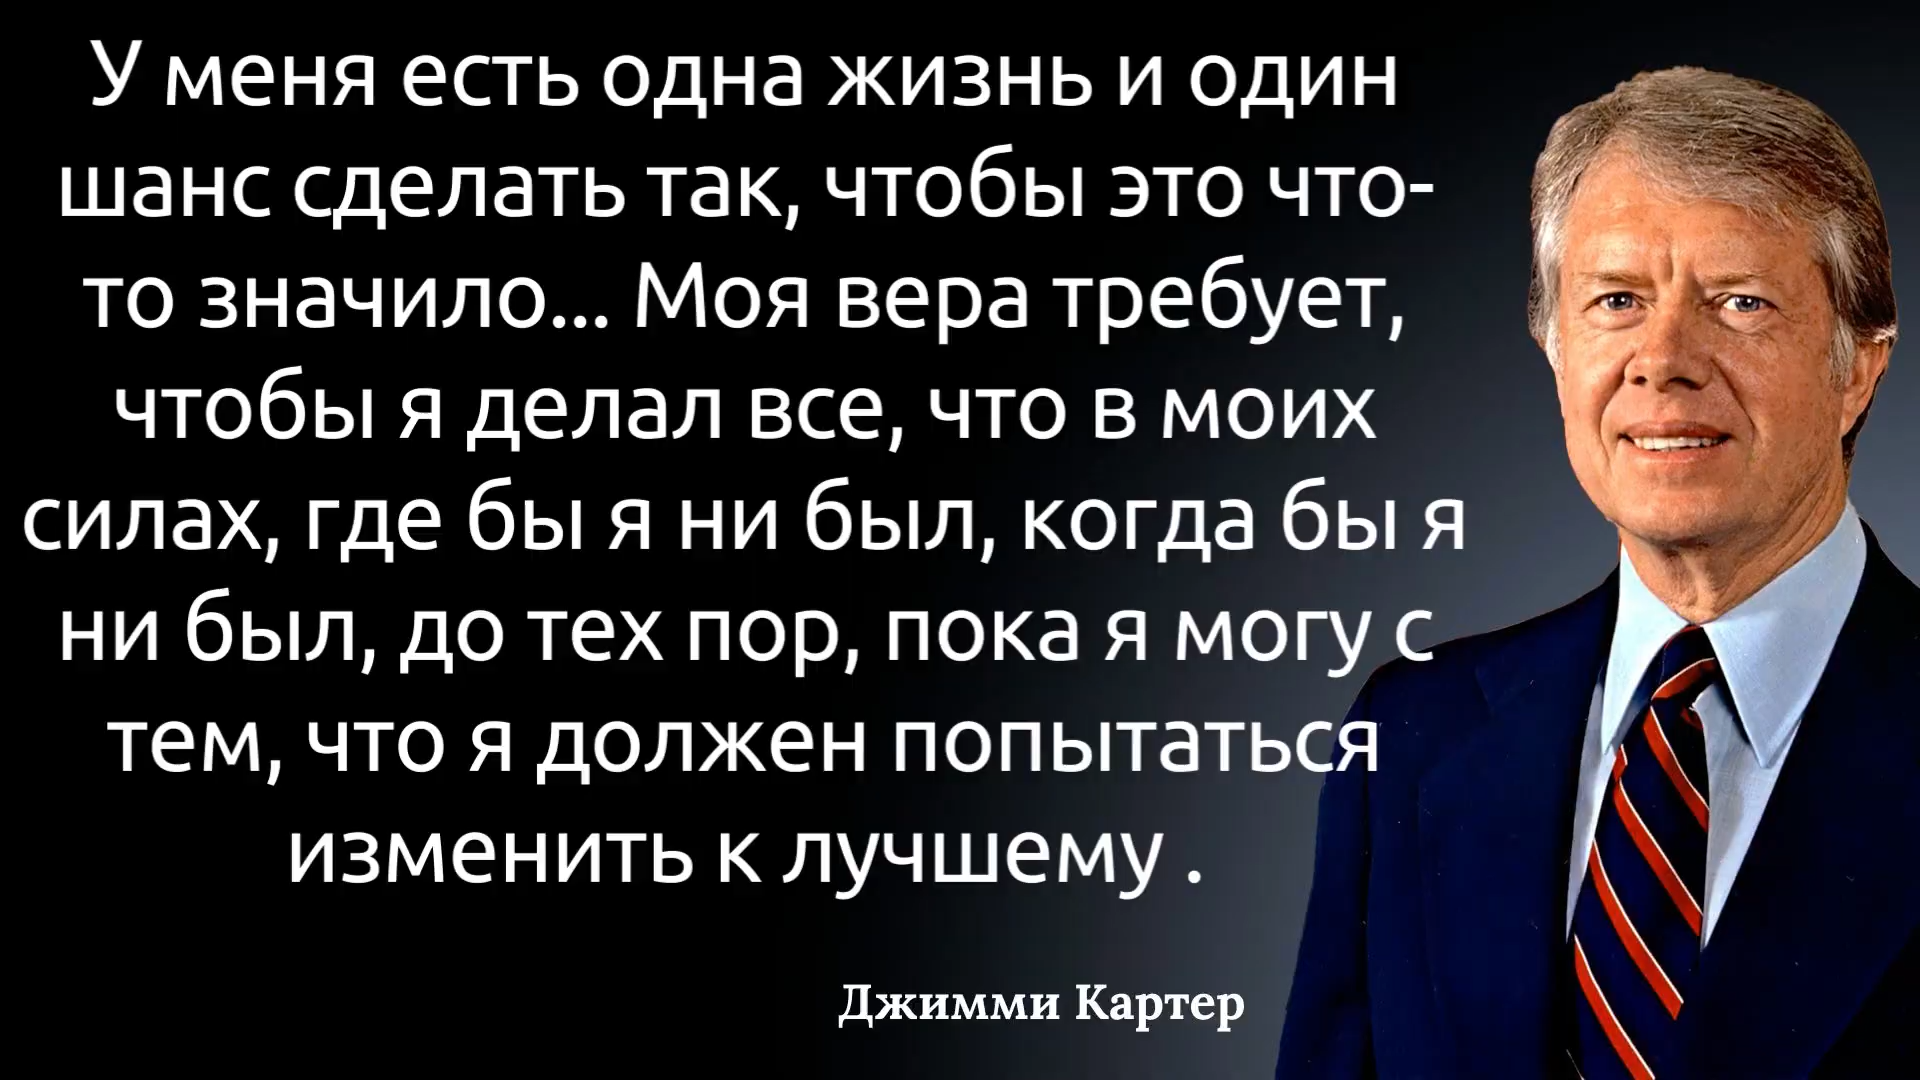 У меня есть одна жизнь и один
шанс сделать так, чтобы это что-
то значило... Моя вера требует,
чтобы я делал все, что в моих
силах, где бы я ни был, когда бы я
ни был, до тех пор, пока я могу с
тем, что я должен попытаться
изменить к лучшему .
Джимми Картер